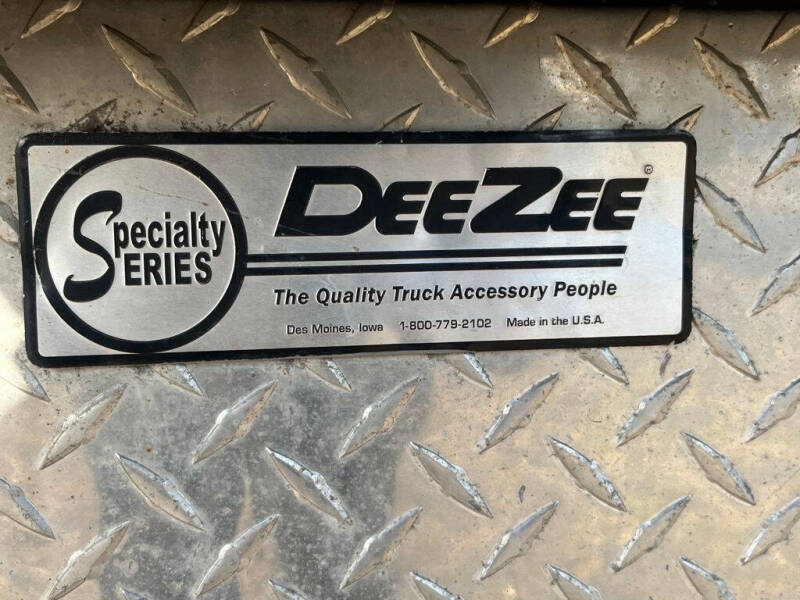 Specialty
SERIES
DEEZEE®
The Quality Truck Accessory People
Des Moines, Iowa 1-800-779-2102 Made in the U.S.A.